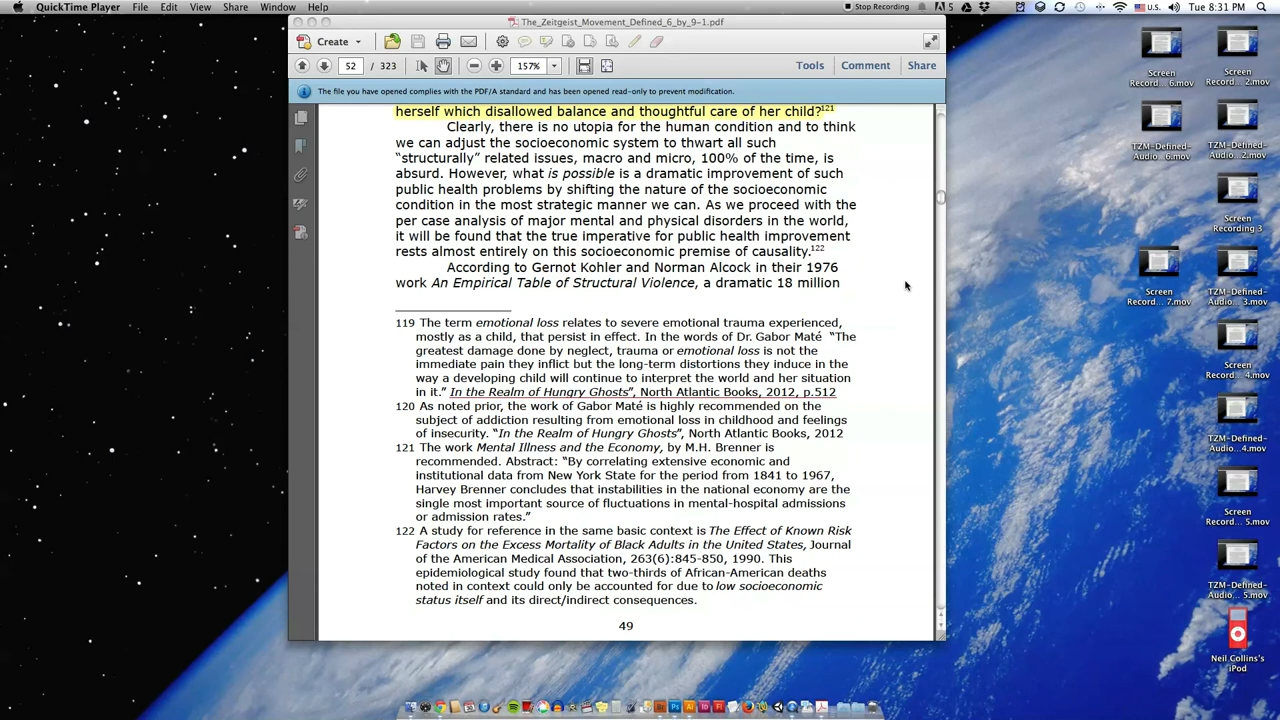 QuickTime Player File Edit View Share Window Help
Stop Recording 5 U.S. Tue 8:31 PM
The_Zeitgeist_Movement_Defined_6_by_9-1.pdf
Create
52 / 323 157% Tools Comment Share
The file you have opened complies with the PDF/A standard and has been opened read-only to prevent modification.
herself which disallowed balance and thoughtful care of her child?121
Clearly, there is no utopia for the human condition and to think
we can adjust the socioeconomic system to thwart all such
“structurally” related issues, macro and micro, 100% of the time, is
absurd. However, what is possible is a dramatic improvement of such
public health problems by shifting the nature of the socioeconomic
condition in the most strategic manner we can. As we proceed with the
per case analysis of major mental and physical disorders in the world,
it will be found that the true imperative for public health improvement
rests almost entirely on this socioeconomic premise of causality.122
According to Gernot Kohler and Norman Alcock in their 1976
work An Empirical Table of Structural Violence, a dramatic 18 million
119 The term emotional loss relates to severe emotional trauma experienced,
mostly as a child, that persist in effect. In the words of Dr. Gabor Maté “The
greatest damage done by neglect, trauma or emotional loss is not the
immediate pain they inflict but the long-term distortions they induce in the
way a developing child will continue to interpret the world and her situation
in it.” In the Realm of Hungry Ghosts”, North Atlantic Books, 2012, p.512
120 As noted prior, the work of Gabor Maté is highly recommended on the
subject of addiction resulting from emotional loss in childhood and feelings
of insecurity. “In the Realm of Hungry Ghosts”, North Atlantic Books, 2012
121 The work Mental Illness and the Economy, by M.H. Brenner is
recommended. Abstract: “By correlating extensive economic and
institutional data from New York State for the period from 1841 to 1967,
Harvey Brenner concludes that instabilities in the national economy are the
single most important source of fluctuations in mental-hospital admissions
or admission rates.”
122 A study for reference in the same basic context is The Effect of Known Risk
Factors on the Excess Mortality of Black Adults in the United States, Journal
of the American Medical Association, 263(6):845-850, 1990. This
epidemiological study found that two-thirds of African-American deaths
noted in context could only be accounted for due to low socioeconomic
status itself and its direct/indirect consequences.
49
Screen
Record...6.mov
Screen
Record...2.mov
TZM-Defined-
Audio...6.mov
TZM-Defined-
Audio...2.mov
Screen
Recording 3
Screen
Record...7.mov
TZM-Defined-
Audio...3.mov
Screen
Record...4.mov
TZM-Defined-
Audio...4.mov
Screen
Record...5.mov
TZM-Defined-
Audio...5.mov
Neil Collins's
iPod